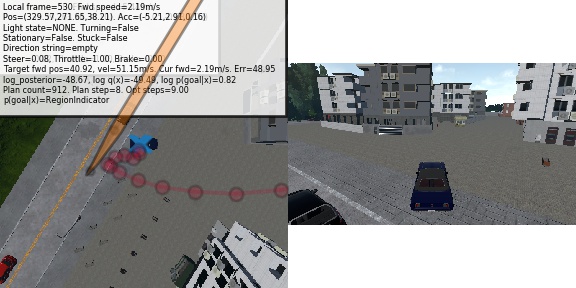 Local frame=530. Fwd speed=2.19m/s
Pos=(329.57,271.65,38.21). Acc=(-5.21,2.91,0.16)
Light state=NONE. Turning=False
Stationary=False. Stuck=False
Direction string=empty
Steer=0.08, Throttle=1.00, Brake=0.00,
Target fwd pos=40.92, vel=51.15m/s. Cur fwd=2.19m/s. Err=48.95
log_posterior=-48.67, log q(x)=-49.49, log p(goal|x)=0.82
Plan count=912. Plan step=8. Opt steps=9.00
p(goal|x)=RegionIndicator